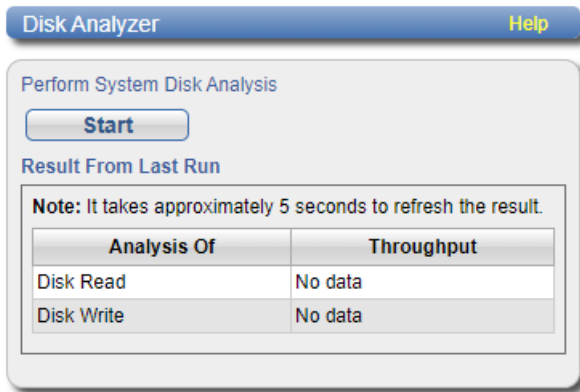 Disk Analyzer Help
Perform System Disk Analysis
Start
Result From Last Run
Note: It takes approximately 5 seconds to refresh the result.
Analysis Of Throughput
Disk Read No data
Disk Write No data